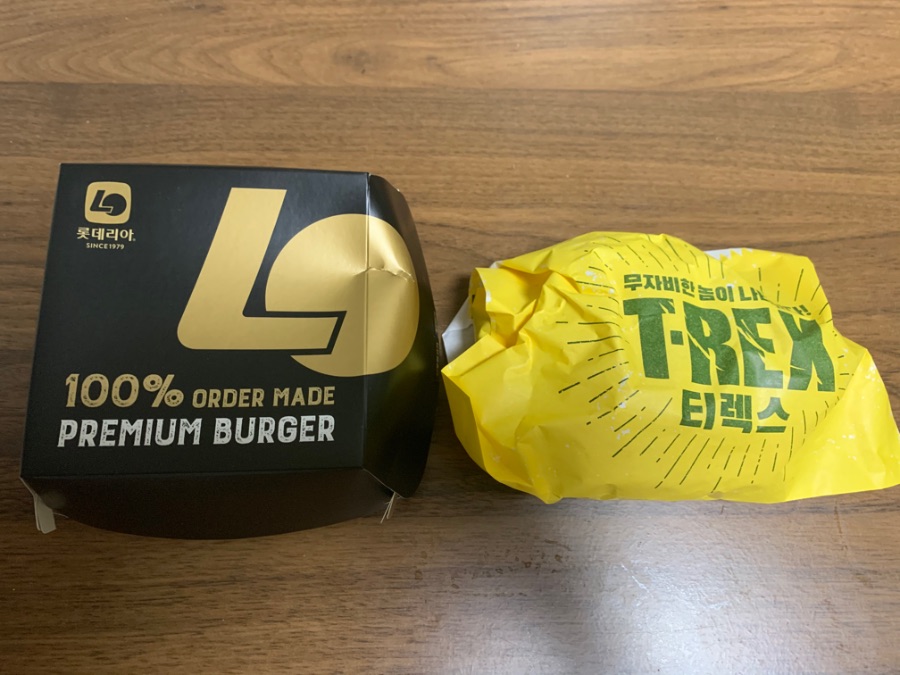 롯데리아
SINCE 1979
100% ORDER MADE
PREMIUM BURGER
무자비한 놈이
T-REX
티렉스